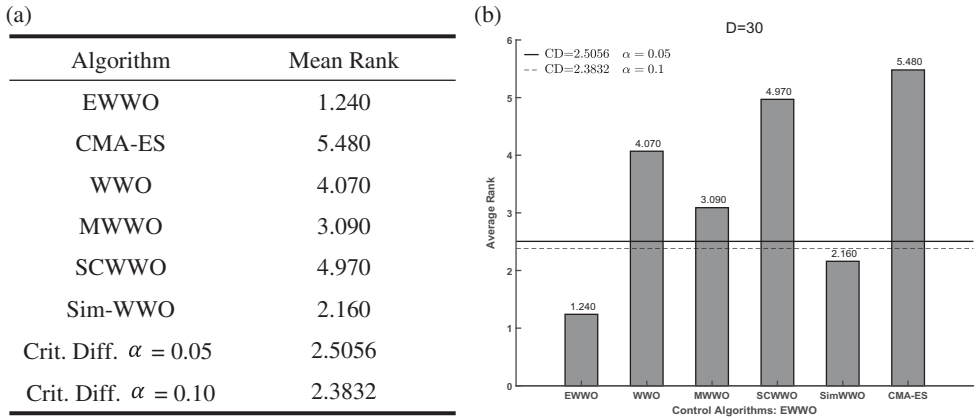 (a)
Algorithm Mean Rank
EWWO 1.240
CMA-ES 5.480
WWO 4.070
MWWO 3.090
SCWWO 4.970
Sim-WWO 2.160
Crit. Diff. α = 0.05 2.5056
Crit. Diff. α = 0.10 2.3832
(b)
D=30
CD=2.5056 α = 0.05
CD=2.3832 α = 0.1
Average Rank
6
5
4
3
2
1
0
1.240
4.070
3.090
4.970
2.160
5.480
EWWO WWO MWWO SCWWO SimWWO CMA-ES
Control Algorithms: EWWO